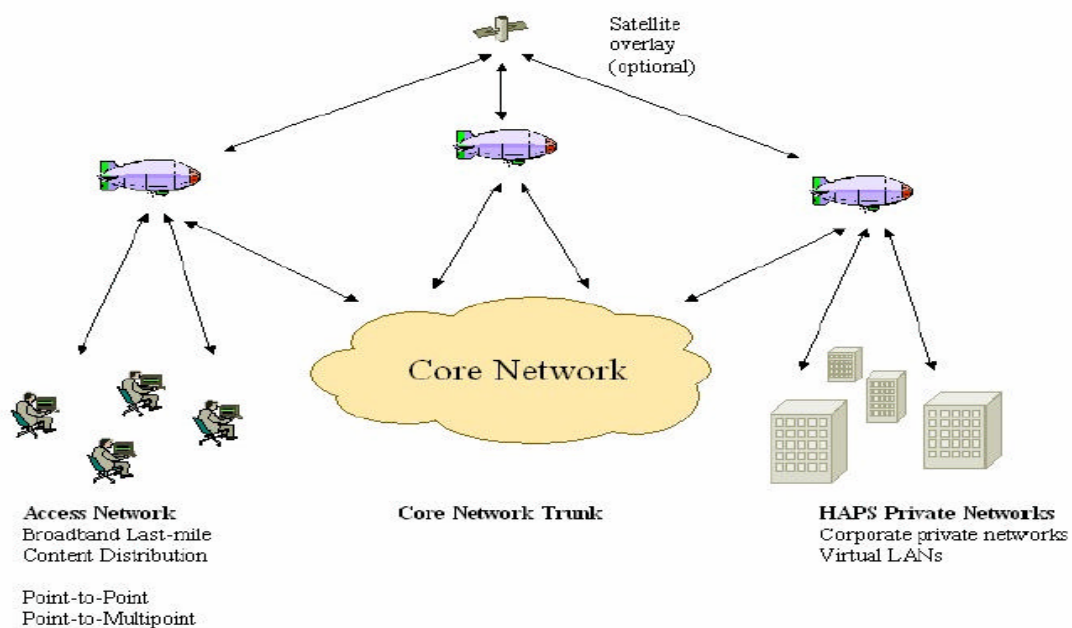 Satellite
overlay
(optional)
Core Network
Access Network
Broadband Last-mile
Content Distribution
Point-to-Point
Point-to-Multipoint
Core Network Trunk
HAPS Private Networks
Corporate private networks
Virtual LANs